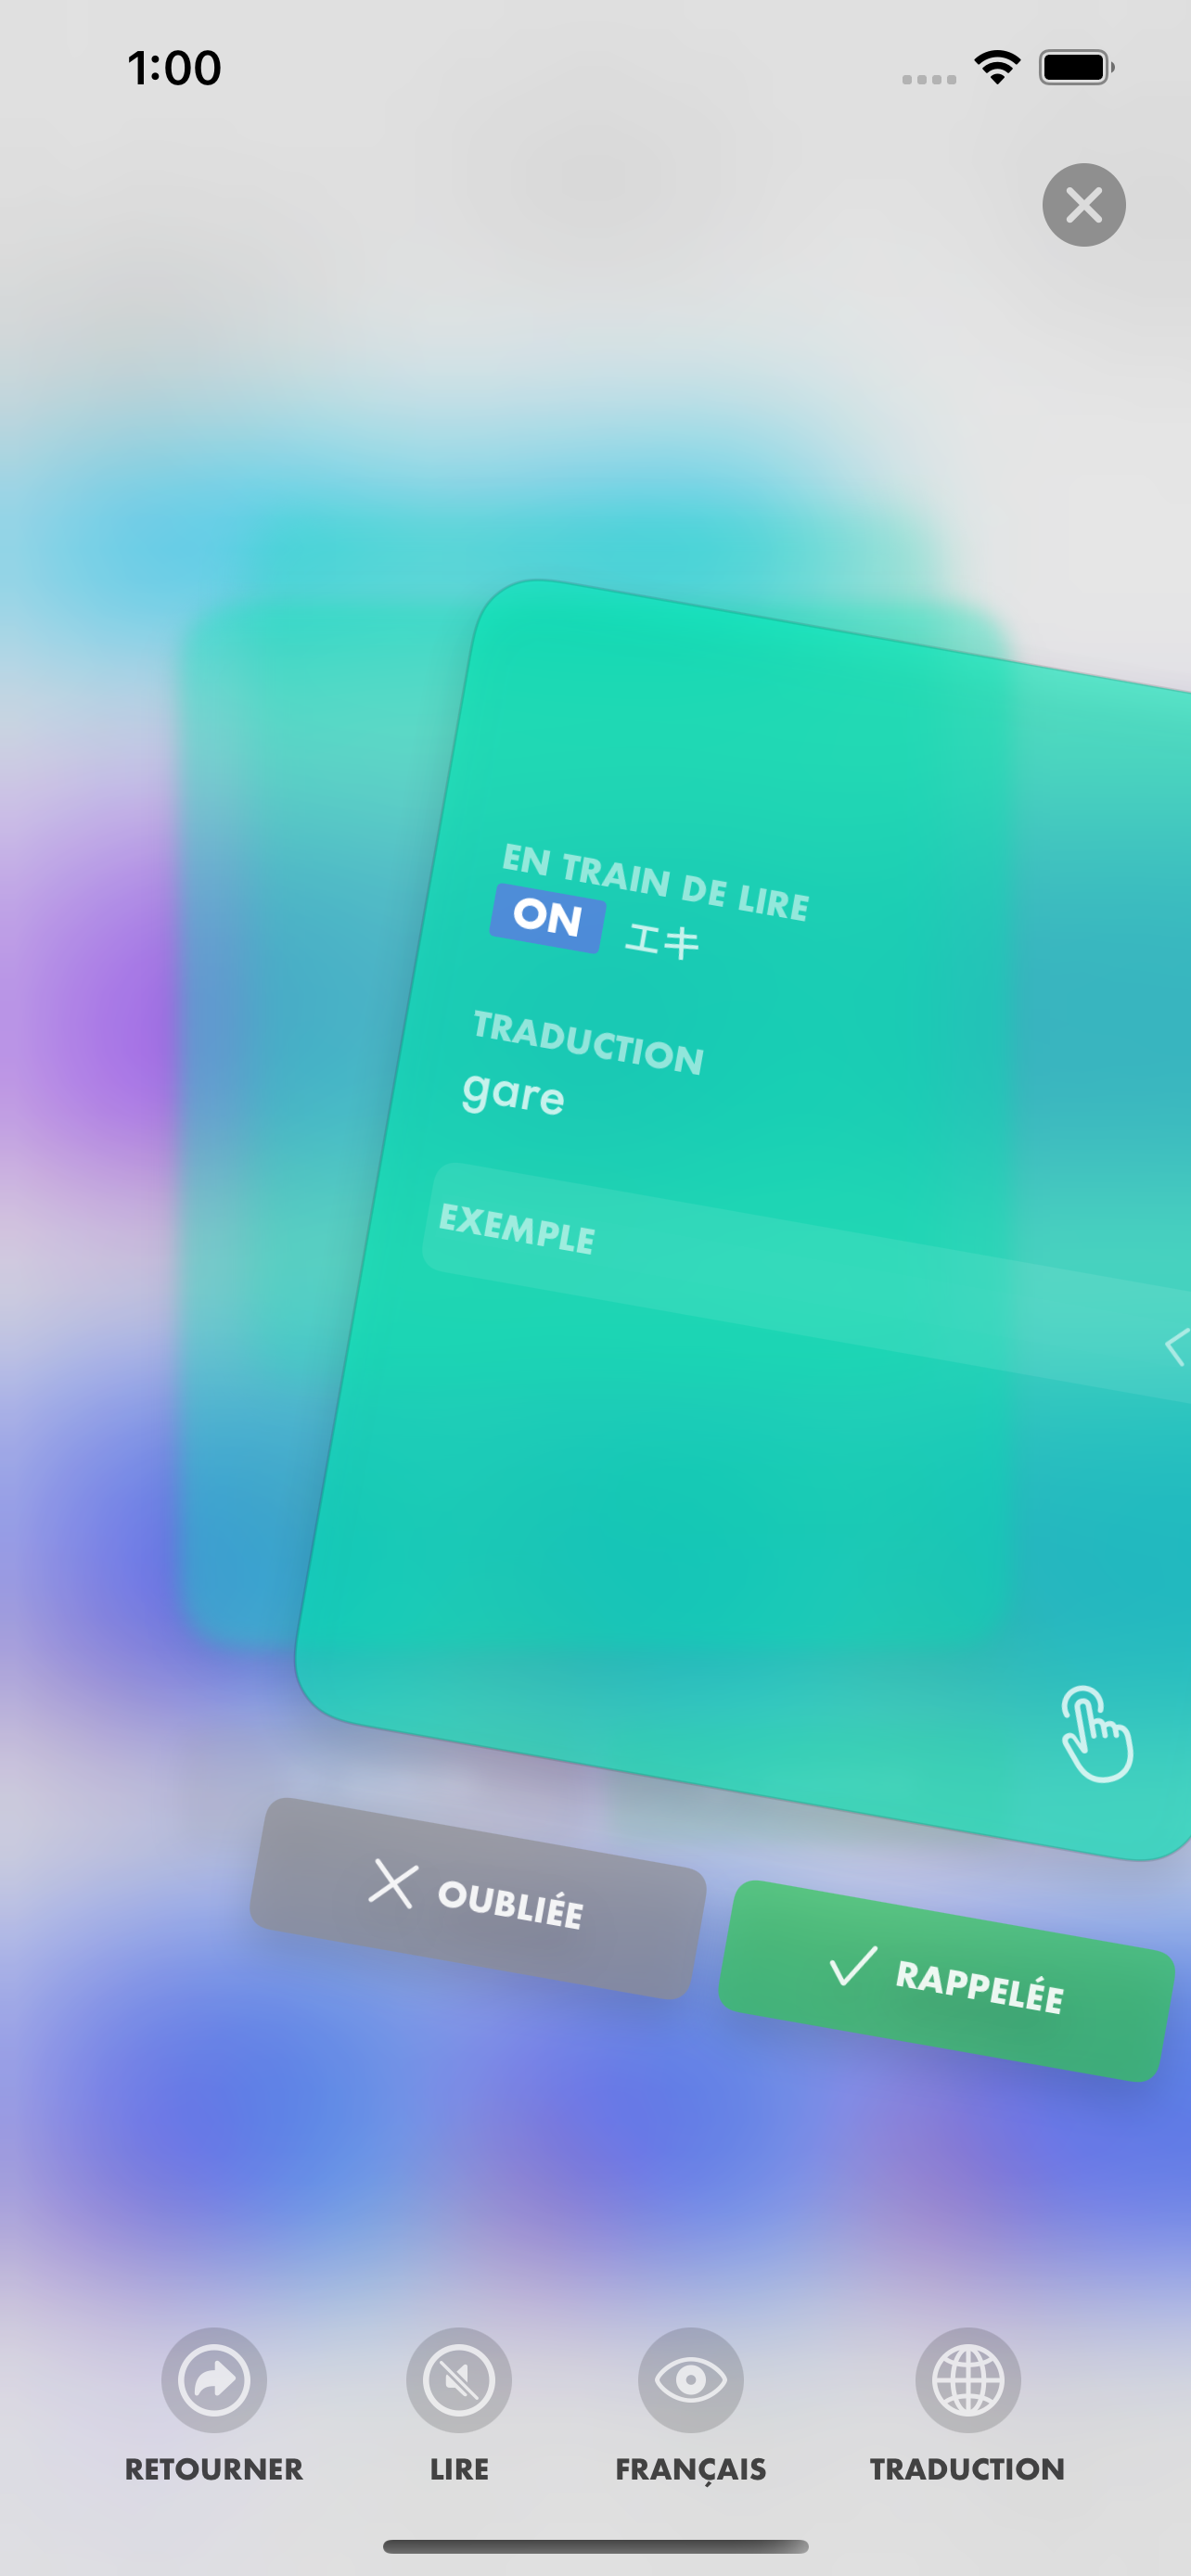 1:00
EN TRAIN DE LIRE
ON エキ
TRADUCTION
gare
EXEMPLE
OUBLIÉE
RAPPELÉE
RETOURNER
LIRE
FRANÇAIS
TRADUCTION